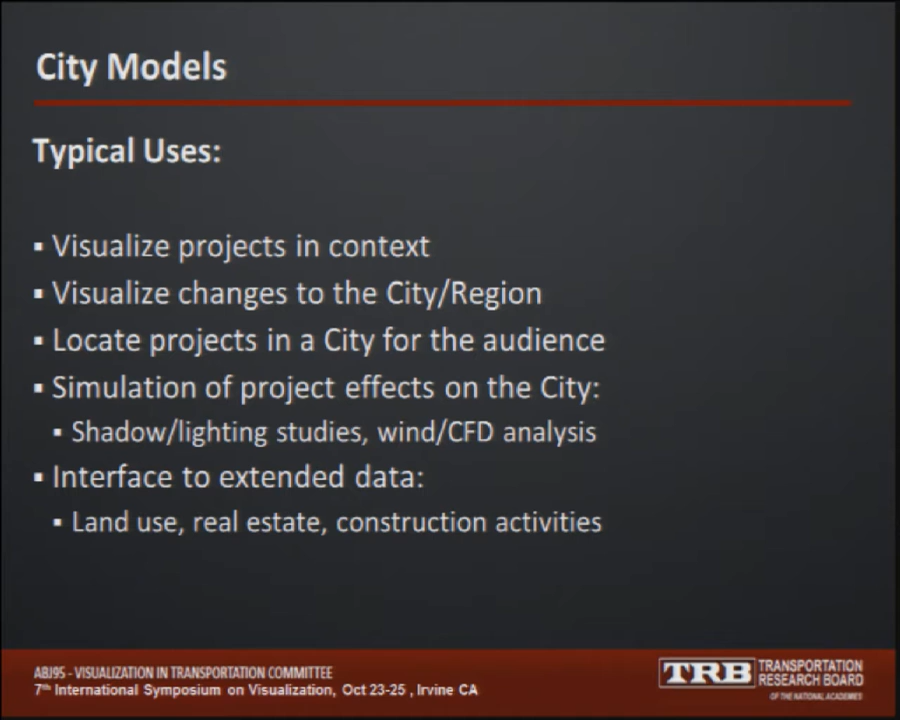 City Models
Typical Uses:
▪ Visualize projects in context
▪ Visualize changes to the City/Region
▪ Locate projects in a City for the audience
▪ Simulation of project effects on the City:
▪ Shadow/lighting studies, wind/CFD analysis
▪ Interface to extended data:
▪ Land use, real estate, construction activities
ABJ95 - VISUALIZATION IN TRANSPORTATION COMMITTEE
7th International Symposium on Visualization, Oct 23-25 , Irvine CA
TRB TRANSPORTATION
RESEARCH BOARD
OF THE NATIONAL ACADEMIES